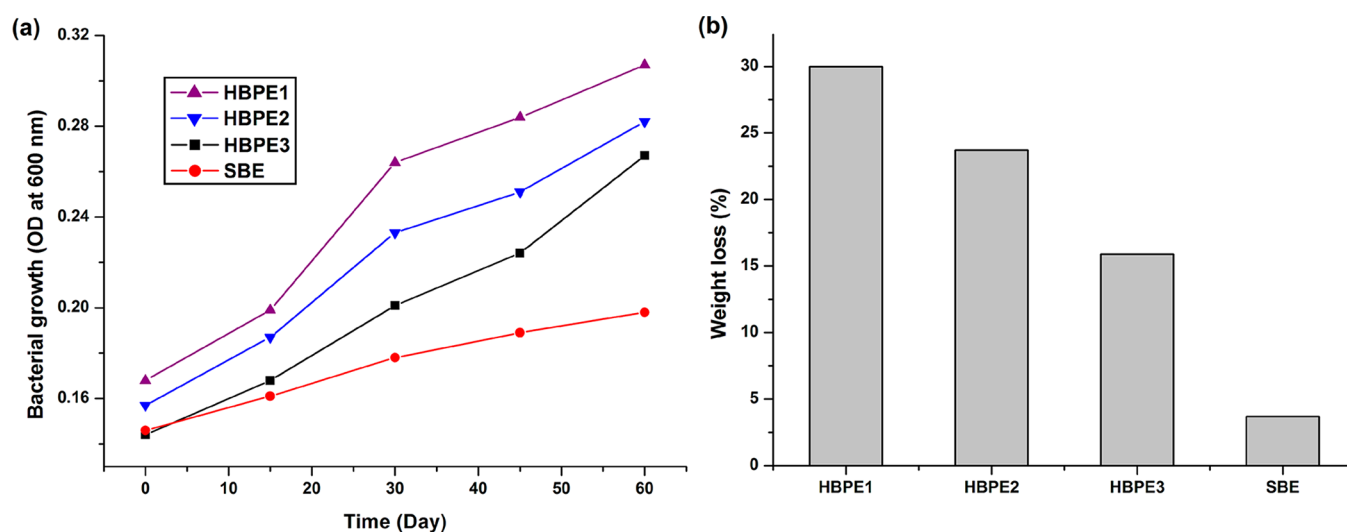 (a)
Bacterial growth (OD at 600 nm)
0.32
0.28
0.24
0.20
0.16
HBPE1
HBPE2
HBPE3
SBE
0 10 20 30 40 50 60
Time (Day)
(b)
Weight loss (%)
30
25
20
15
10
5
0
HBPE1 HBPE2 HBPE3 SBE